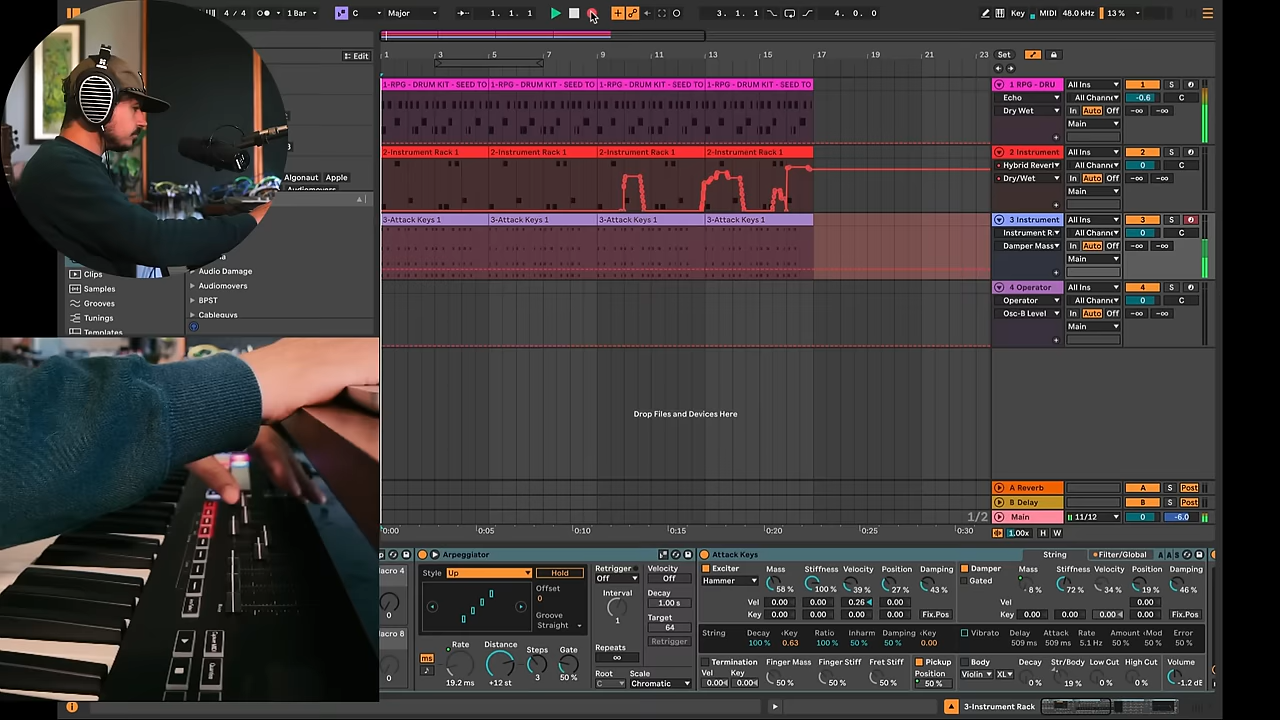 4 / 4 1 Bar C Major 1. 1. 1 3. 1. 1 4. 0. 0 Key MIDI 48.0 kHz 13 %
Edit
1 3 5 7 9 11 13 15 17 19 21 23 Set
1-RPG - DRUM KIT - SEED TO 1-RPG - DRUM KIT - SEED TO 1-RPG - DRUM KIT - SEED TO 1-RPG - DRUM KIT - SEED TO
1 RPG - DRU All Ins 1 S
Echo All Channe -0.6 C
Dry Wet In Auto Off -∞ -∞
Main
2-Instrument Rack 1 2-Instrument Rack 1 2-Instrument Rack 1 2-Instrument Rack 1
2 Instrument All Ins 2 S
Hybrid Reverl All Channe 0 C
Dry/Wet In Auto Off -∞ -∞
Main
3-Attack Keys 1 3-Attack Keys 1 3-Attack Keys 1 3-Attack Keys 1
3 Instrument All Ins 3 S
Instrument R. All Channe 0 C
Damper Mass In Auto Off -∞ -∞
Main
4 Operator All Ins 4 S
Operator All Channe 0 C
Osc-B Level In Auto Off -∞ -∞
Main
Algonaut Apple
Audiomovers
Clips
Samples
Grooves
Tunings
Templates
Audio Damage
Audiomovers
BPST
Cableguys
Drop Files and Devices Here
A Reverb A S Post
B Delay B S Post
1/2 Main 11/12 0 -6.0
0:00 0:05 0:10 0:15 0:20 0:25 0:30 1.00x H W
Macro 4
Macro 8
Arpeggiator
Style Up Hold
Offset
0
Groove
Straight
Rate Distance Steps Gate
ms
19.2 ms +12 st 3 50 %
Retrigger
Off
Interval
1
Repeats
∞
Root
C
Scale
Chromatic
Velocity
Off
Decay
1.00 s
Target
64
Retrigger
Attack Keys String Filter/Global
Exciter Mass Stiffness Velocity Position Damping
Hammer 58 % 100 % 39 % 27 % 43 %
Vel 0.00 0.00 0.26 0.00
Key 0.00 0.00 0.00 0.00 Fix.Pos
Damper Mass Stiffness Velocity Position Damping
Gated 8 % 72 % 34 % 19 % 46 %
0.00
Key 0.00 0.00 0.00 0.00 Fix.Pos
String Decay Key Ratio Inharm Damping Key
100 % 0.63 100 % 50 % 50 % 0.00
Vibrato Delay Attack Rate Amount Mod Error
509 ms 509 ms 5.1 Hz 50 % 50 % 50 %
Termination Finger Mass Finger Stiff Fret Stiff Pickup
Vel Key Position
0.00 0.00 50 % 50 % 50 % 50 %
Body Decay Str/Body Low Cut High Cut Volume
Violin XL 0 % 19 % 0 % 0 % -1.2 dB
3-Instrument Rack